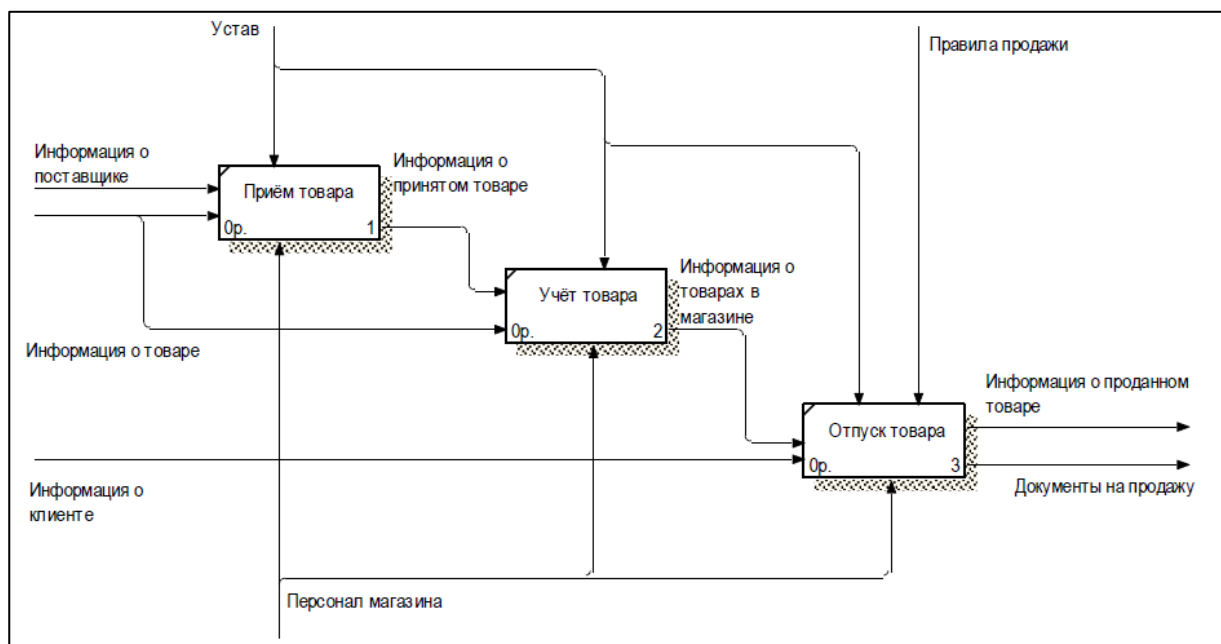 Устав
Правила продажи
Информация о
поставщике
Приём товара
0р. 1
Информация о
принятом товаре
Учёт товара
0р. 2
Информация о
товарах в
магазине
Информация о товаре
Отпуск товара
0р. 3
Информация о проданном
товаре
Документы на продажу
Информация о
клиенте
Персонал магазина